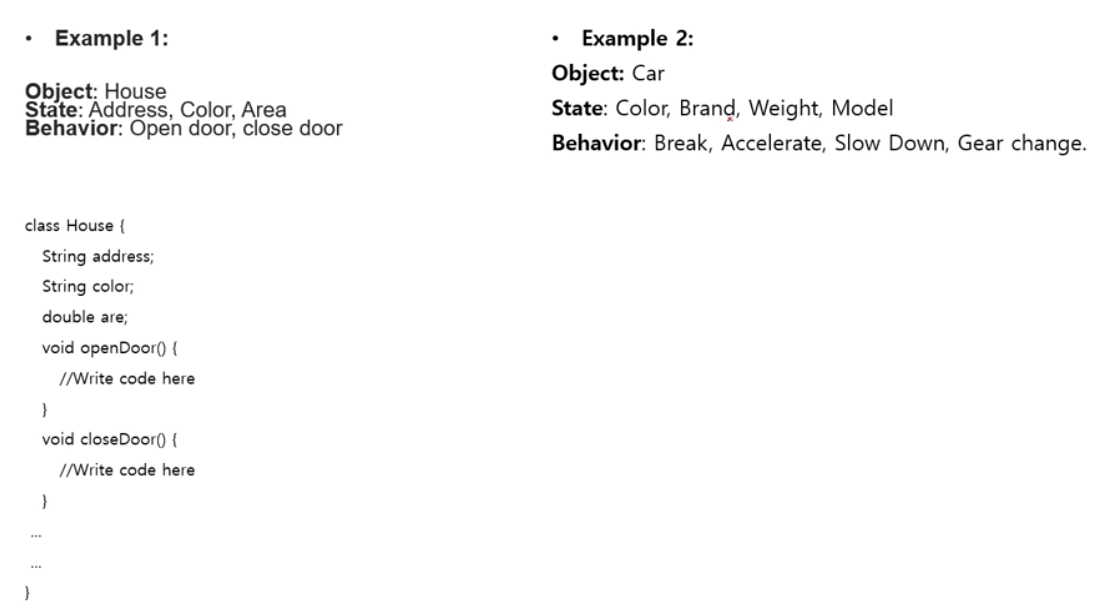 • Example 1:
Object: House
State: Address, Color, Area
Behavior: Open door, close door
• Example 2:
Object: Car
State: Color, Brand, Weight, Model
Behavior: Break, Accelerate, Slow Down, Gear change.
class House {
String address;
String color;
double are;
void openDoor() {
//Write code here
}
void closeDoor() {
//Write code here
}
...
...
}